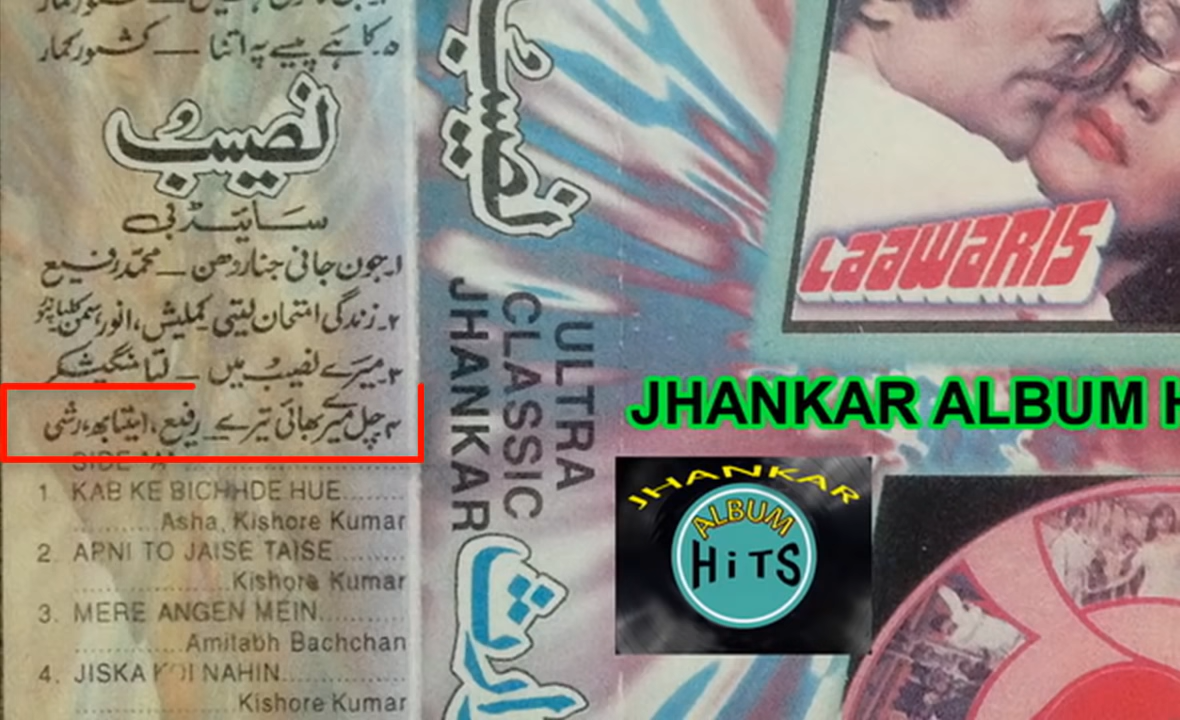 ۵۔ کاہے پیسے پہ اتنا — کشور کمار
نصیب
سائیڈ بی
۱۔ جون جانی جناردھن — محمد رفیع
۲۔ زندگی امتحان لیتی کملیش، انور، سمن کلیانپور
۳۔ میرے نصیب میں — لتا منگیشکر
۴۔ چل میرے بھائی تیرے — رفیع، امیتابھ، رشی
SIDE "A"
1. KAB KE BICHHDE HUE........
..........Asha, Kishore Kumar
2. APNI TO JAISE TAISE..........
....................Kishore Kumar
3. MERE ANGEN MEIN............
................Amitabh Bachchan
4. JISKA KOI NAHIN................
....................Kishore Kumar
نصیب
ULTRA
CLASSIC
JHANKAR
LAAWARIS
JHANKAR ALBUM H
JHANKAR
ALBUM
HiTS